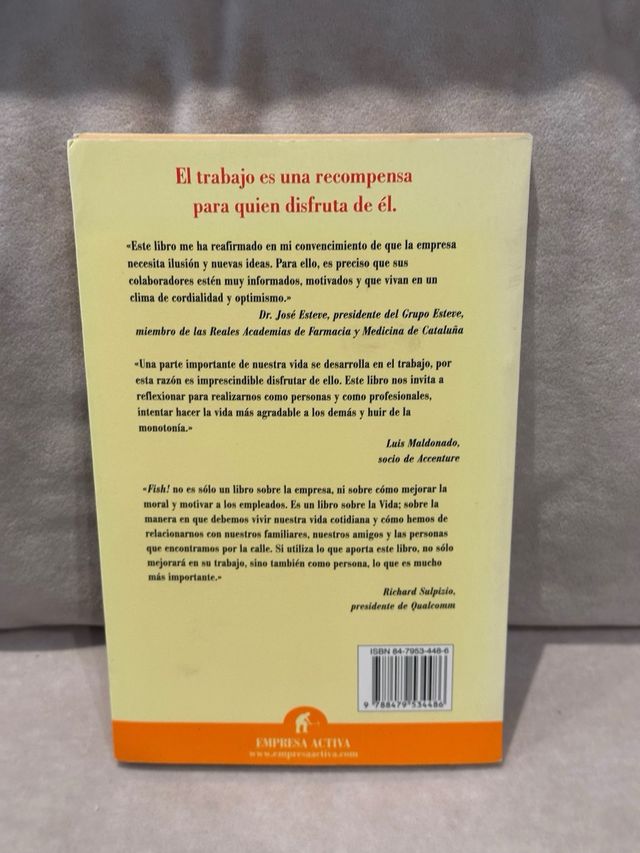 El trabajo es una recompensa
para quien disfruta de él.
«Este libro me ha reafirmado en mi convencimiento de que la empresa
necesita ilusión y nuevas ideas. Para ello, es preciso que sus
colaboradores estén muy informados, motivados y que vivan en un
clima de cordialidad y optimismo.»
Dr. José Esteve, presidente del Grupo Esteve,
miembro de las Reales Academias de Farmacia y Medicina de Cataluña
«Una parte importante de nuestra vida se desarrolla en el trabajo, por
esta razón es imprescindible disfrutar de ello. Este libro nos invita a
reflexionar para realizarnos como personas y como profesionales,
intentar hacer la vida más agradable a los demás y huir de la
monotonía.»
Luis Maldonado,
socio de Accenture
«Fish! no es sólo un libro sobre la empresa, ni sobre cómo mejorar la
moral y motivar a los empleados. Es un libro sobre la Vida; sobre la
manera en que debemos vivir nuestra vida cotidiana y cómo hemos de
relacionarnos con nuestros familiares, nuestros amigos y las personas
que encontramos por la calle. Si utiliza lo que aporta este libro, no sólo
mejorará en su trabajo, sino también como persona, lo que es mucho
más importante.»
Richard Sulpizio,
presidente de Qualcomm
ISBN 84-7953-448-6
9 788479 534486
EMPRESA ACTIVA
www.empresaactiva.com